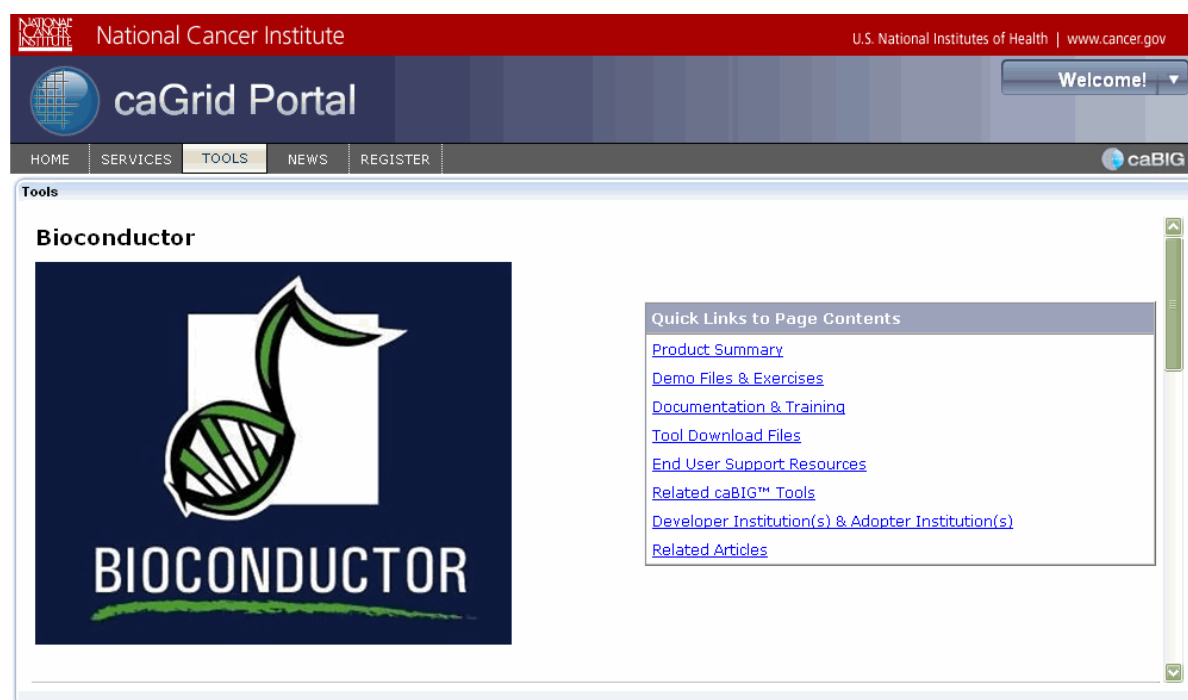 NATIONAL CANCER INSTITUTE
National Cancer Institute
U.S. National Institutes of Health | www.cancer.gov
caGrid Portal
Welcome!
HOME SERVICES TOOLS NEWS REGISTER
caBIG
Tools
Bioconductor
BIOCONDUCTOR
Quick Links to Page Contents
Product Summary
Demo Files & Exercises
Documentation & Training
Tool Download Files
End User Support Resources
Related caBIG™ Tools
Developer Institution(s) & Adopter Institution(s)
Related Articles